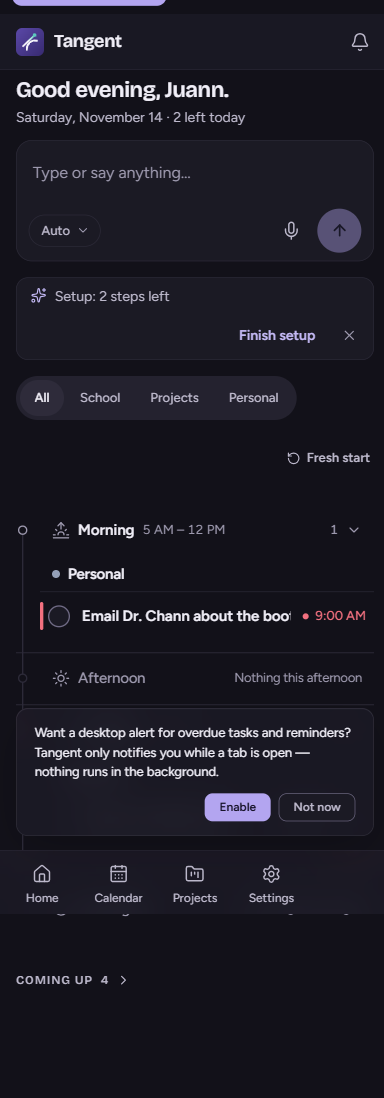 Tangent
Good evening, Juann.
Saturday, November 14 · 2 left today
Type or say anything...
Auto
Setup: 2 steps left
Finish setup
All School Projects Personal
Fresh start
Morning 5 AM – 12 PM 1
Personal
Email Dr. Chann about the boot 9:00 AM
Afternoon Nothing this afternoon
Want a desktop alert for overdue tasks and reminders?
Tangent only notifies you while a tab is open —
nothing runs in the background.
Enable Not now
Home Calendar Projects Settings
COMING UP 4